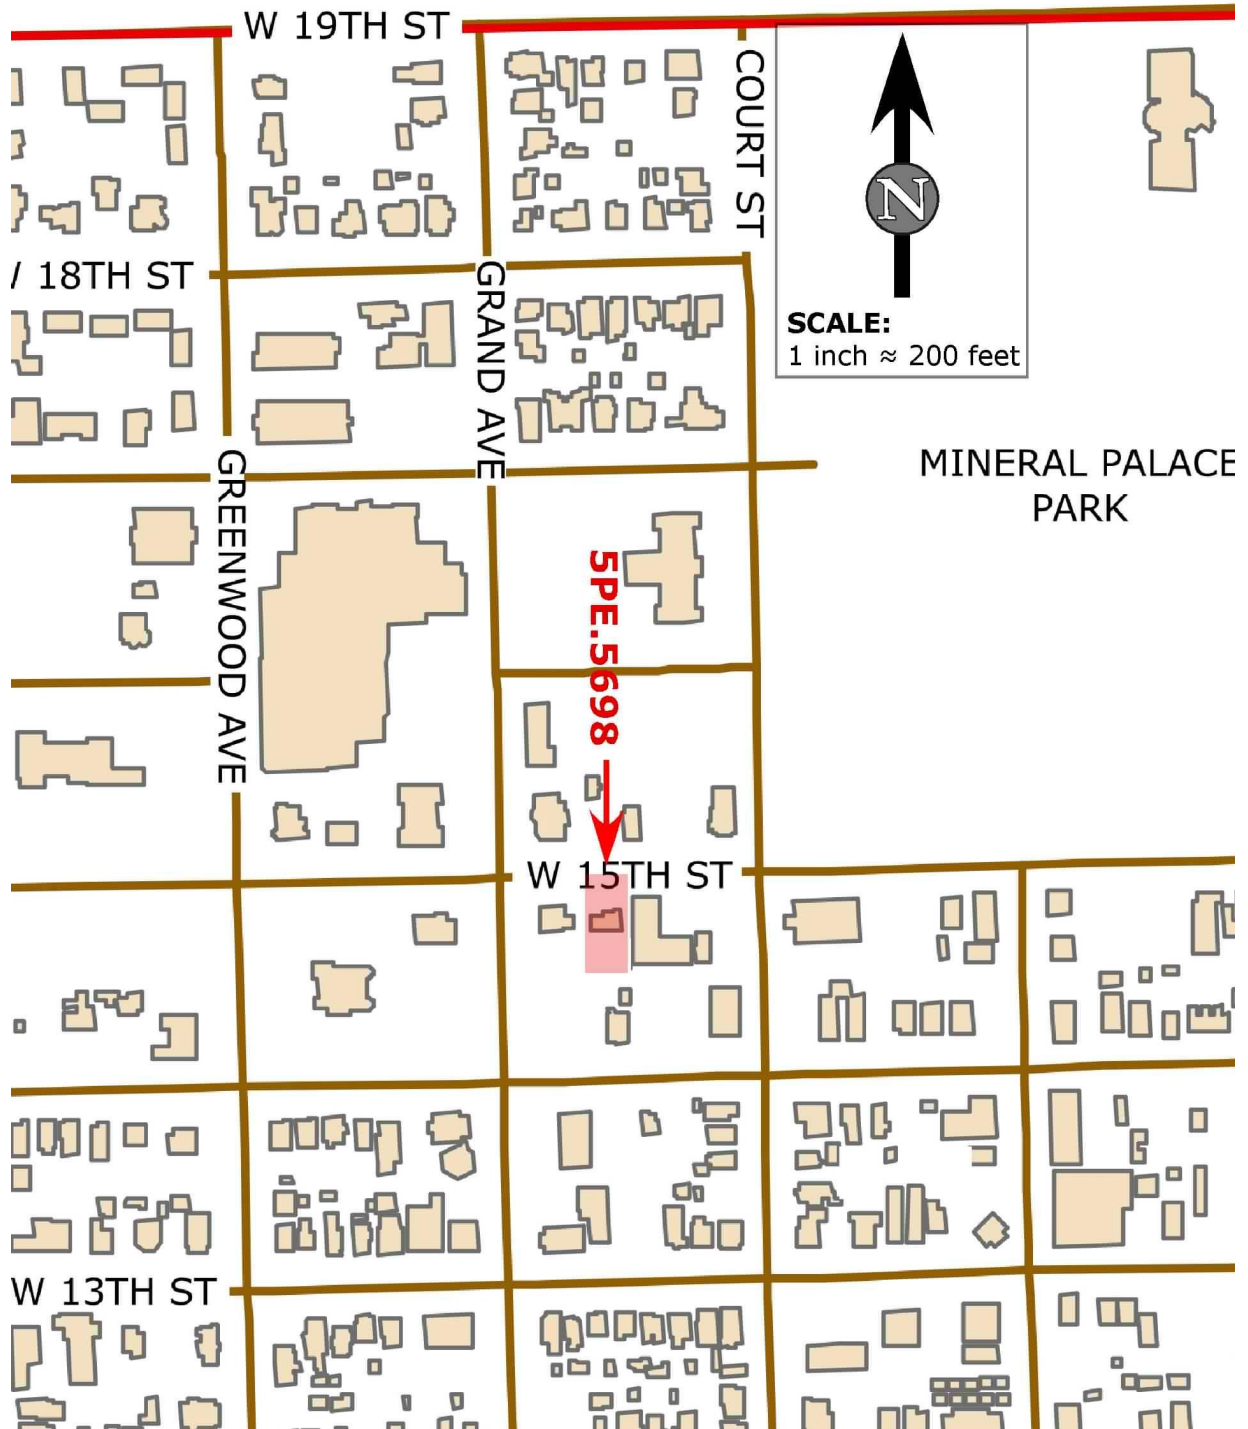 W 19TH ST
COURT ST
N
W 18TH ST
GRAND AVE
SCALE:
1 inch ≈ 200 feet
GREENWOOD AVE
MINERAL PALACE
PARK
5PE.5698
W 15TH ST
W 13TH ST